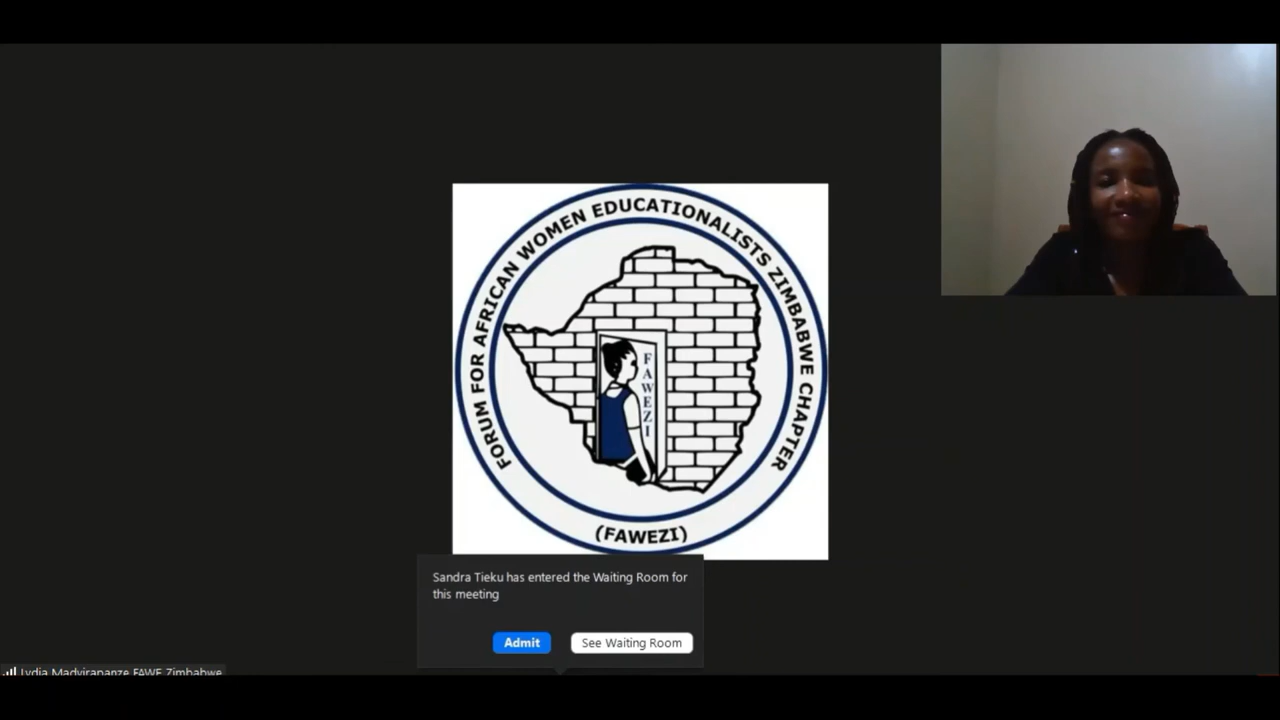 FORUM FOR AFRICAN WOMEN EDUCATIONALISTS ZIMBABWE CHAPTER
FAWEZI
(FAWEZI)
Sandra Tieku has entered the Waiting Room for
this meeting
Admit
See Waiting Room
Lydia Madyirapanze FAWE Zimbabwe